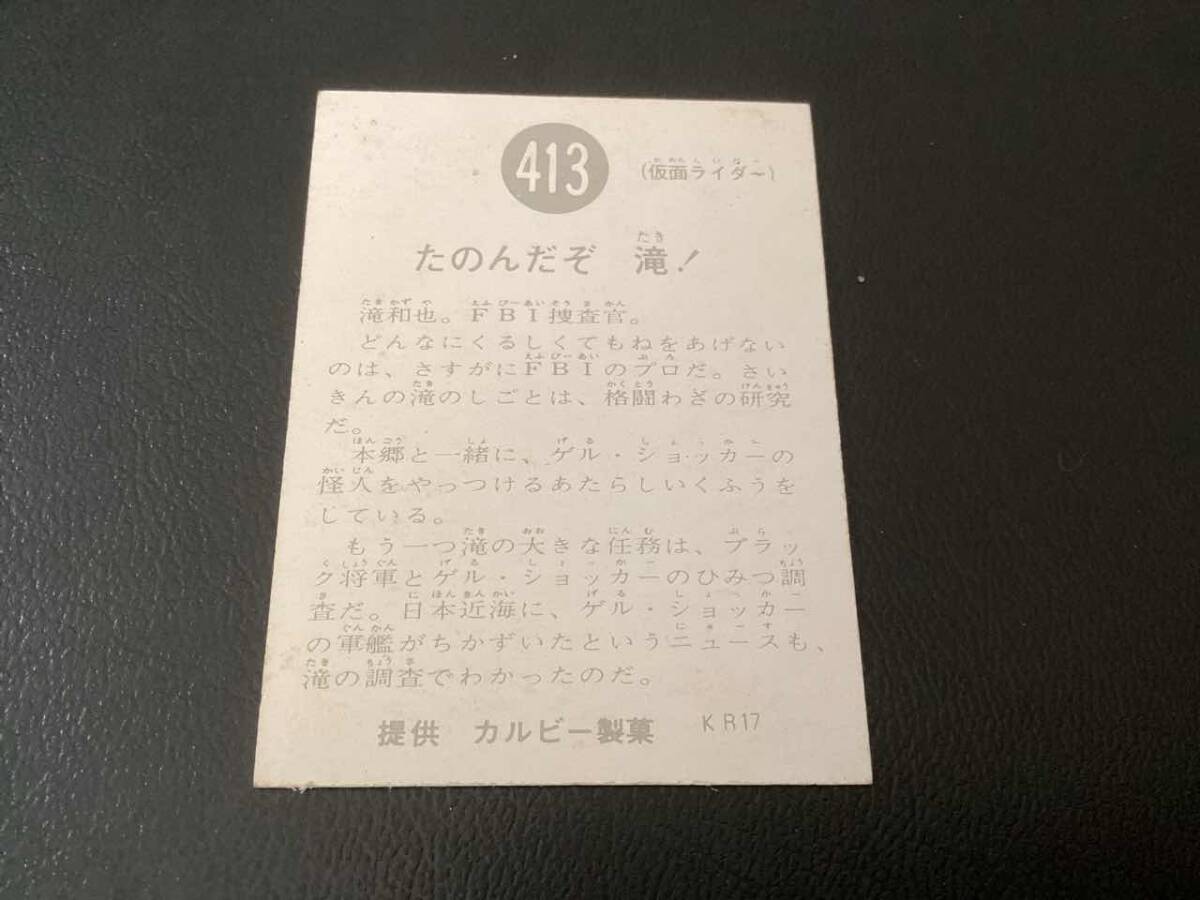 413
(仮面ライダ〜)
たのんだぞ 滝!
滝和也。FBI捜査官。
どんなにくるしくてもねをあげない
のは、さすがにFBIのプロだ。さい
きんの滝のしごとは、格闘わざの研究
だ。
本郷と一緒に、ゲル・ショッカーの
怪人をやっつけるあたらしいくふうを
している。
もう一つ滝の大きな任務は、ブラッ
ク将軍とゲル・ショッカーのひみつ調
査だ。日本近海に、ゲル・ショッカー
の軍艦がちかずいたというニュースも、
滝の調査でわかったのだ。
提供 カルビー製菓 KR17